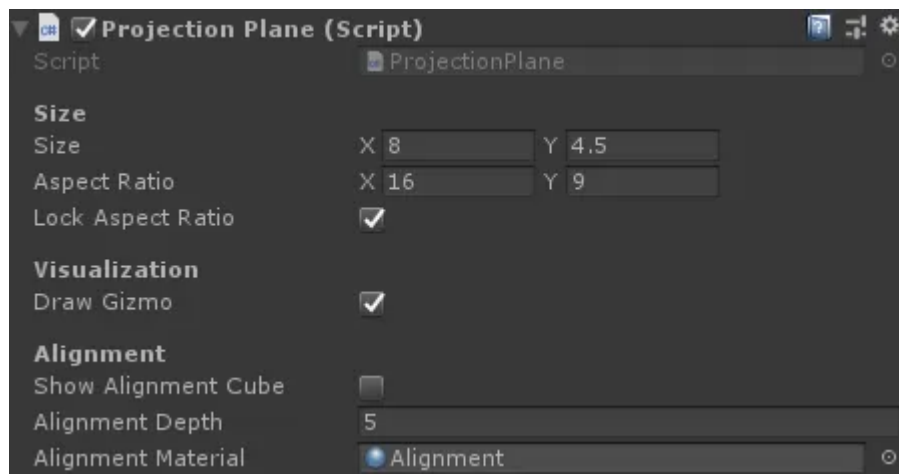 Projection Plane (Script)
Script ProjectionPlane
Size
Size X 8 Y 4.5
Aspect Ratio X 16 Y 9
Lock Aspect Ratio
Visualization
Draw Gizmo
Alignment
Show Alignment Cube
Alignment Depth 5
Alignment Material Alignment